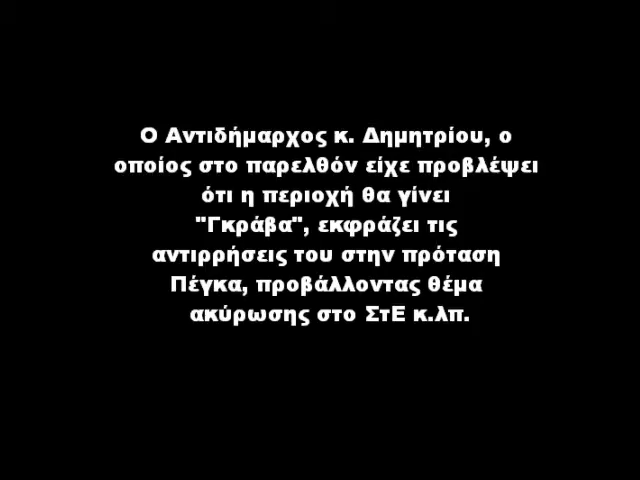 Ο Αντιδήμαρχος κ. Δημητρίου, ο
οποίος στο παρελθόν είχε προβλέψει
ότι η περιοχή θα γίνει
"Γκράβα", εκφράζει τις
αντιρρήσεις του στην πρόταση
Πέγκα, προβάλλοντας θέμα
ακύρωσης στο ΣτΕ κ.λπ.